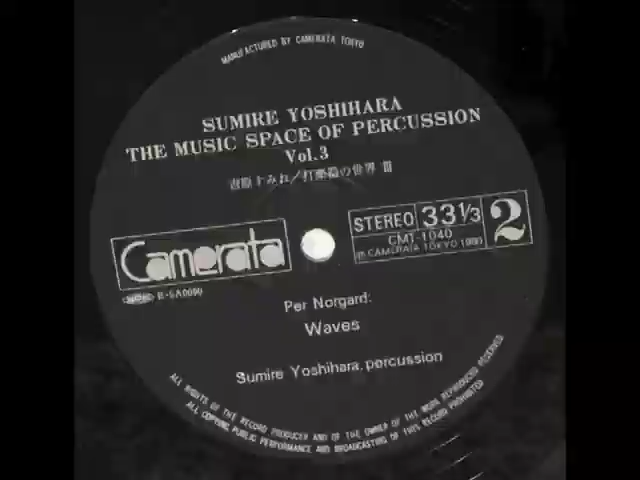 MANUFACTURED BY CAMERATA TOKYO
SUMIRE YOSHIHARA
THE MUSIC SPACE OF PERCUSSION
Vol.3
吉原すみれ/打楽器の世界 III
Camerata
STEREO 33 1/3 2
CMT-1040
℗ CAMERATA TOKYO 1980
R-5A0090
Per Norgard:
Waves
Sumire Yoshihara, percussion
ALL RIGHTS OF THE RECORD PRODUCER AND OF THE OWNER OF THE WORK REPRODUCED RESERVED
ALL COPYING PUBLIC PERFORMANCE AND BROADCASTING OF THIS RECORD PROHIBITED